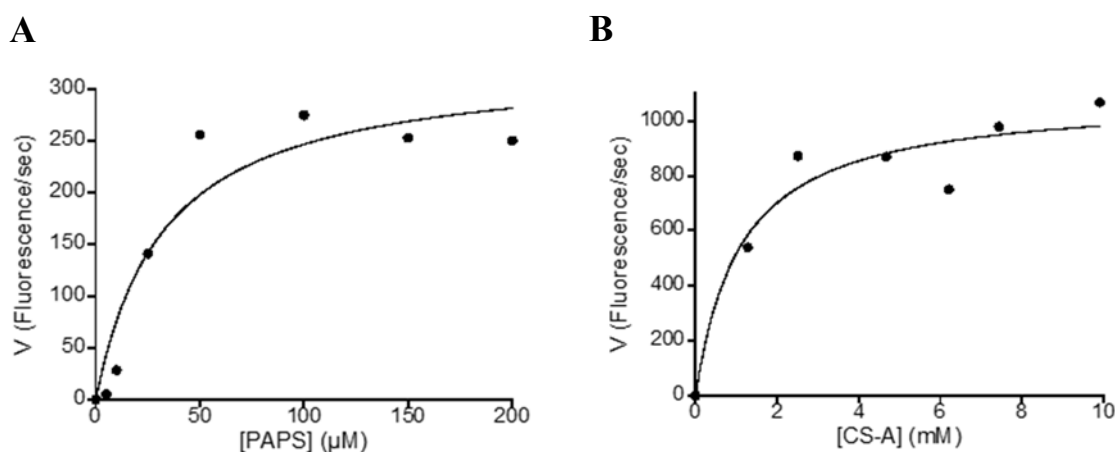 A
B
V (Fluorescence/sec)
300
250
200
150
100
50
0
0 50 100 150 200
[PAPS] (µM)
V (Fluorescence/sec)
1000
800
600
400
200
0
0 2 4 6 8 10
[CS-A] (mM)